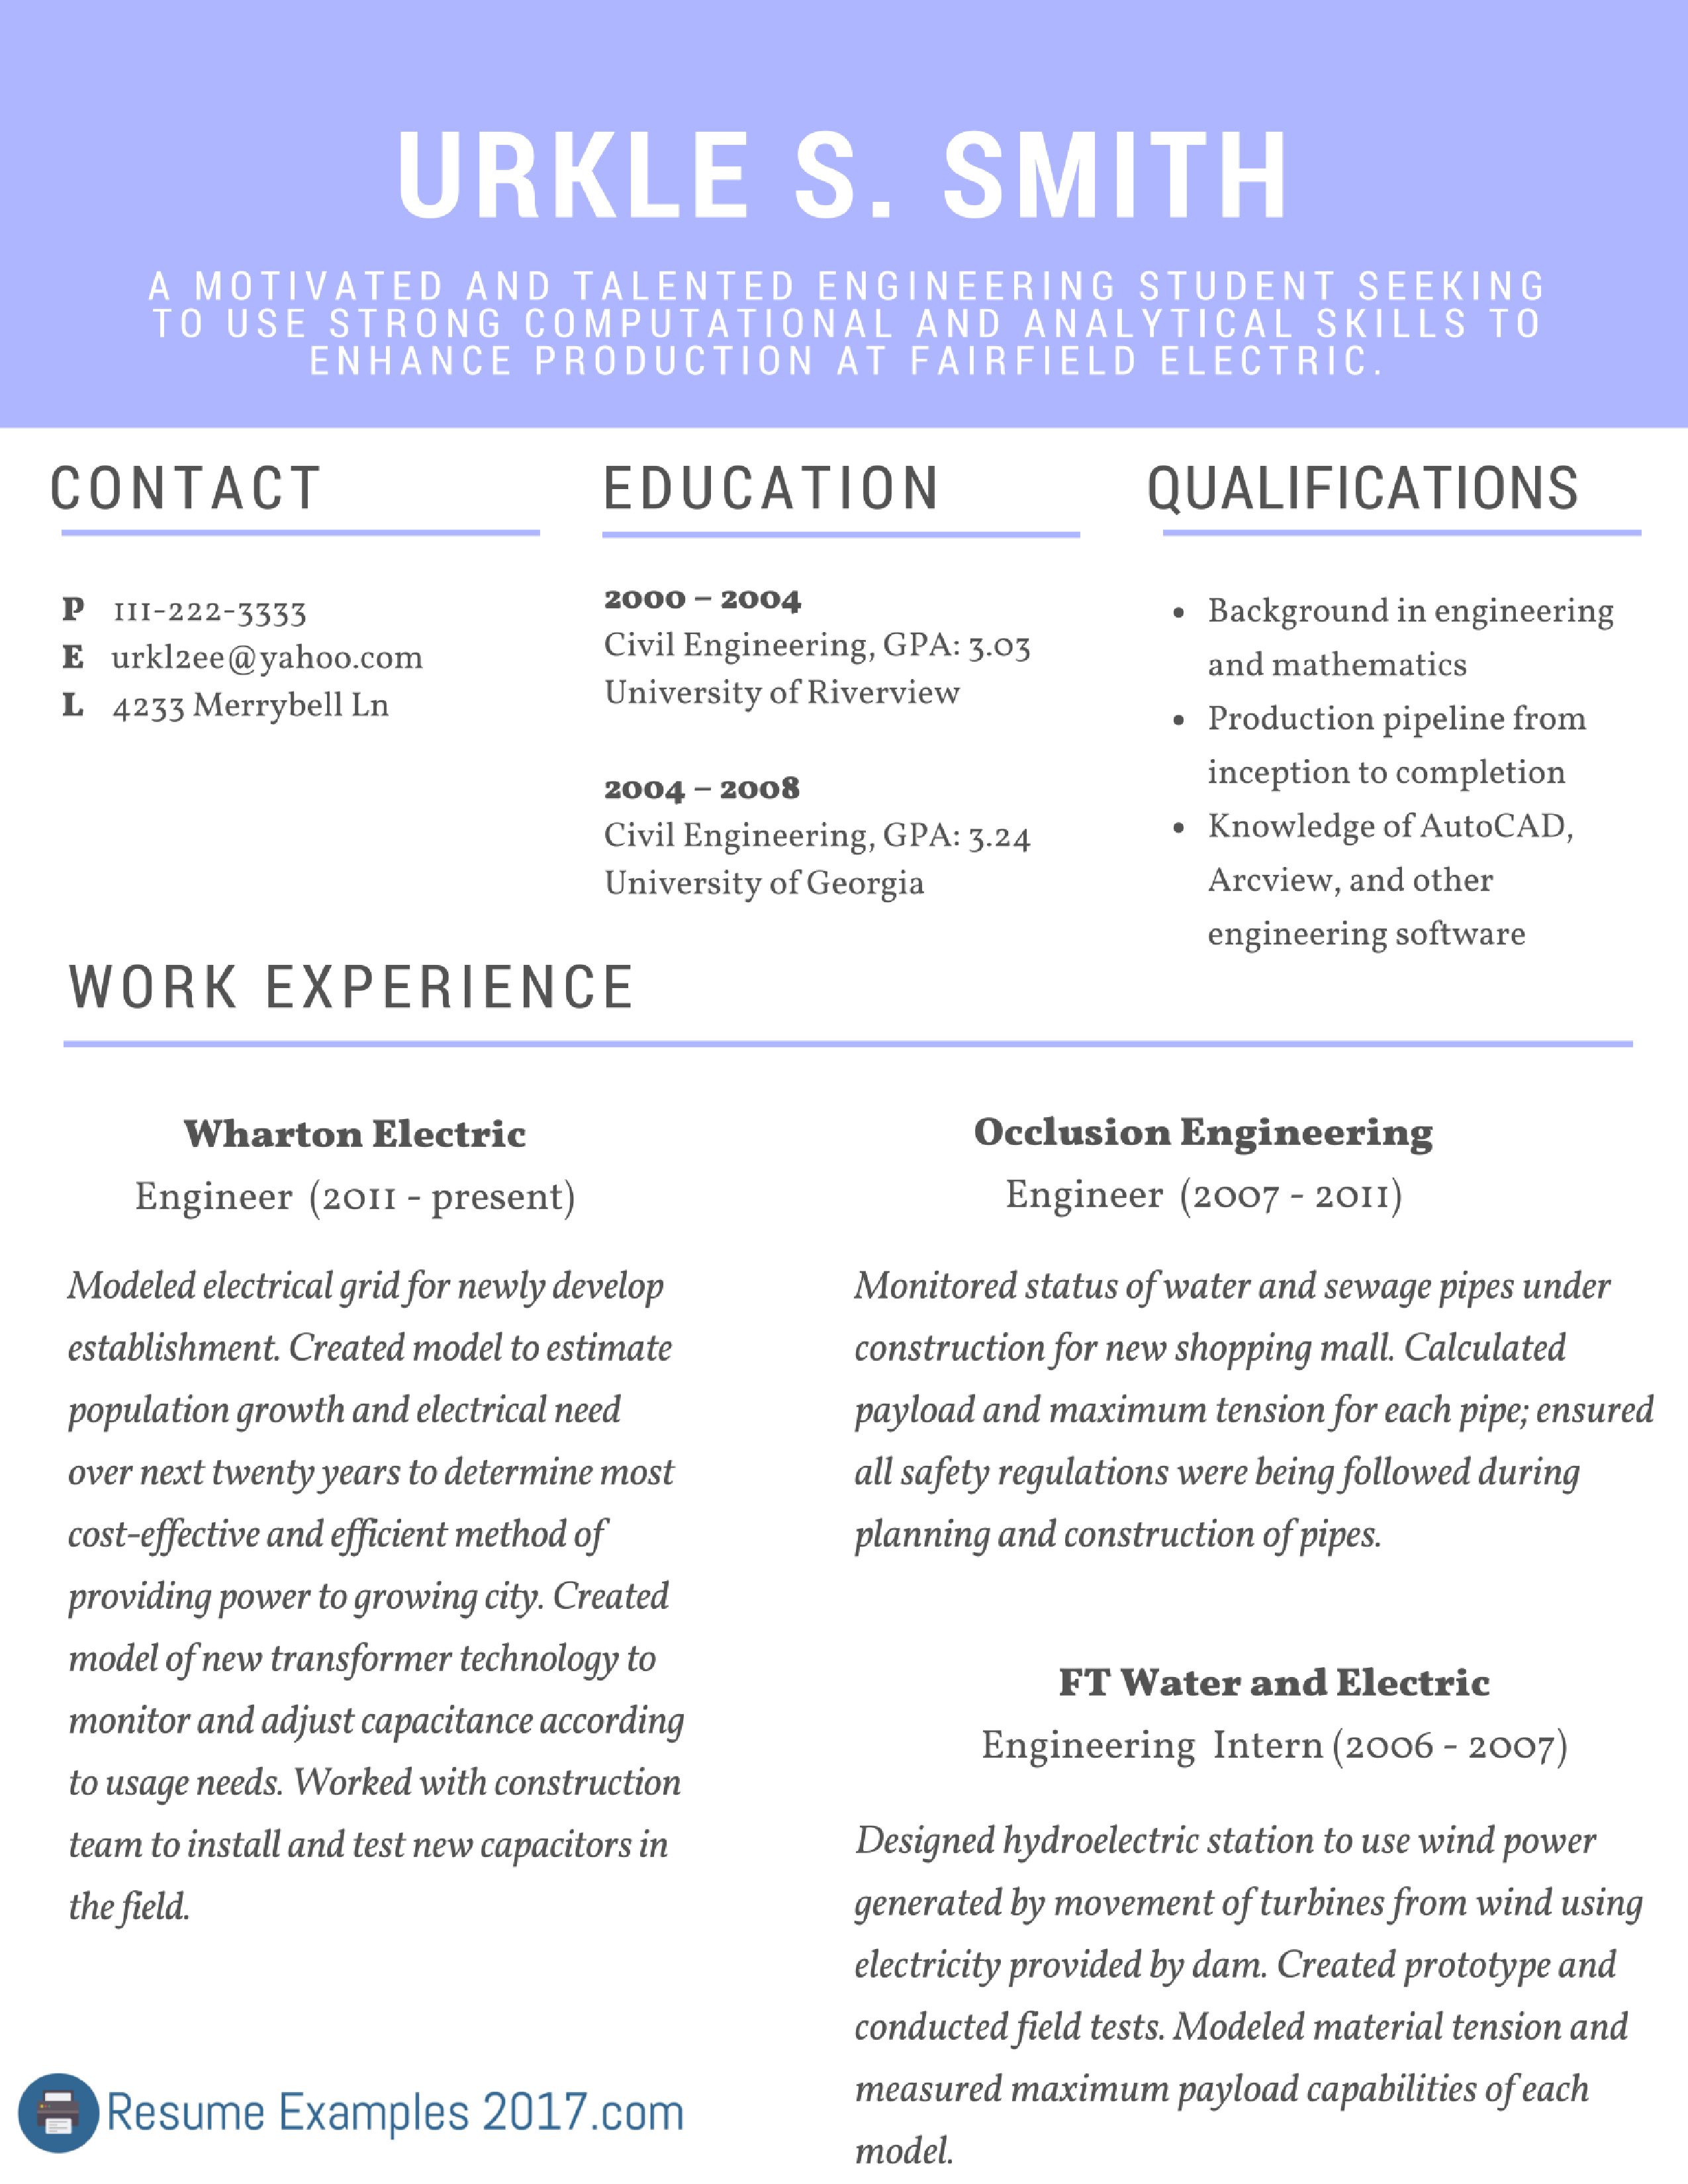 URKLE S. SMITH
A MOTIVATED AND TALENTED ENGINEERING STUDENT SEEKING
TO USE STRONG COMPUTATIONAL AND ANALYTICAL SKILLS TO
ENHANCE PRODUCTION AT FAIRFIELD ELECTRIC.
CONTACT
P 111-222-3333
E urkl2ee@yahoo.com
L 4233 Merrybell Ln
EDUCATION
2000 – 2004
Civil Engineering, GPA: 3.03
University of Riverview
2004 – 2008
Civil Engineering, GPA: 3.24
University of Georgia
QUALIFICATIONS
• Background in engineering
and mathematics
• Production pipeline from
inception to completion
• Knowledge of AutoCAD,
Arcview, and other
engineering software
WORK EXPERIENCE
Wharton Electric
Engineer (2011 - present)
Modeled electrical grid for newly develop
establishment. Created model to estimate
population growth and electrical need
over next twenty years to determine most
cost-effective and efficient method of
providing power to growing city. Created
model of new transformer technology to
monitor and adjust capacitance according
to usage needs. Worked with construction
team to install and test new capacitors in
the field.
Occlusion Engineering
Engineer (2007 - 2011)
Monitored status of water and sewage pipes under
construction for new shopping mall. Calculated
payload and maximum tension for each pipe; ensured
all safety regulations were being followed during
planning and construction of pipes.
FT Water and Electric
Engineering Intern (2006 - 2007)
Designed hydroelectric station to use wind power
generated by movement of turbines from wind using
electricity provided by dam. Created prototype and
conducted field tests. Modeled material tension and
measured maximum payload capabilities of each
model.
Resume Examples 2017.com